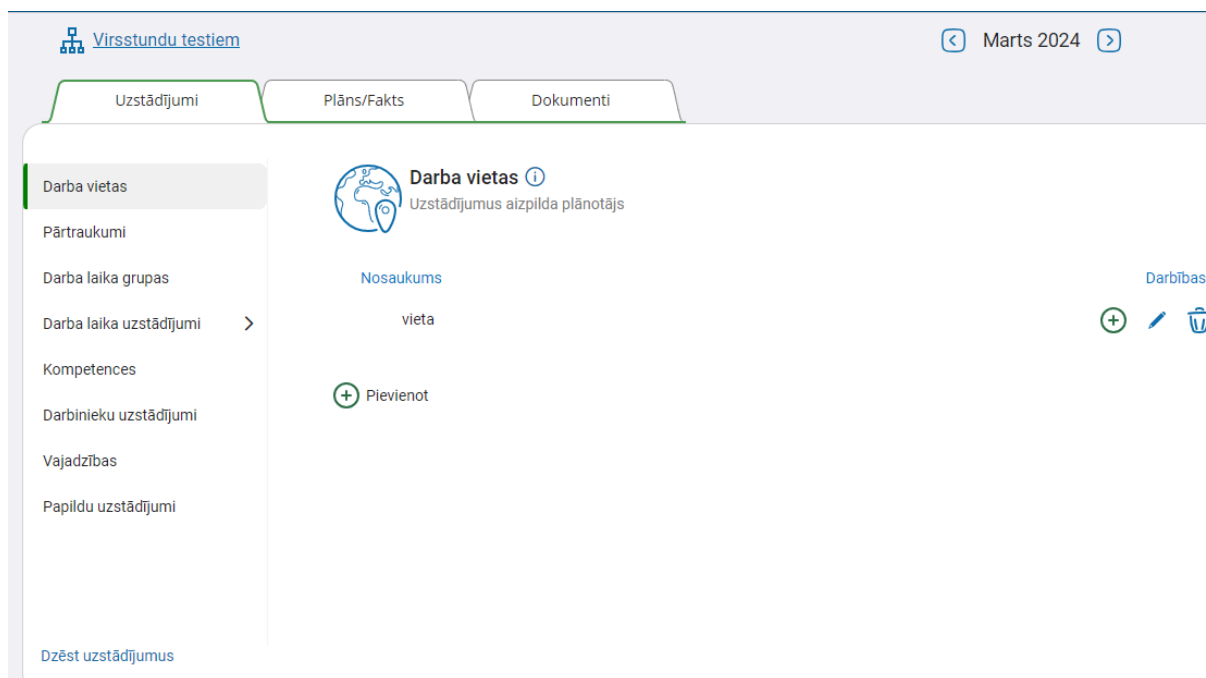 Virsstundu testiem
Marts 2024
Uzstādījumi
Plāns/Fakts
Dokumenti
Darba vietas
Pārtraukumi
Darba laika grupas
Darba laika uzstādījumi
Kompetences
Darbinieku uzstādījumi
Vajadzības
Papildu uzstādījumi
Dzēst uzstādījumus
Darba vietas
Uzstādījumus aizpilda plānotājs
Nosaukums
Darbības
vieta
Pievienot